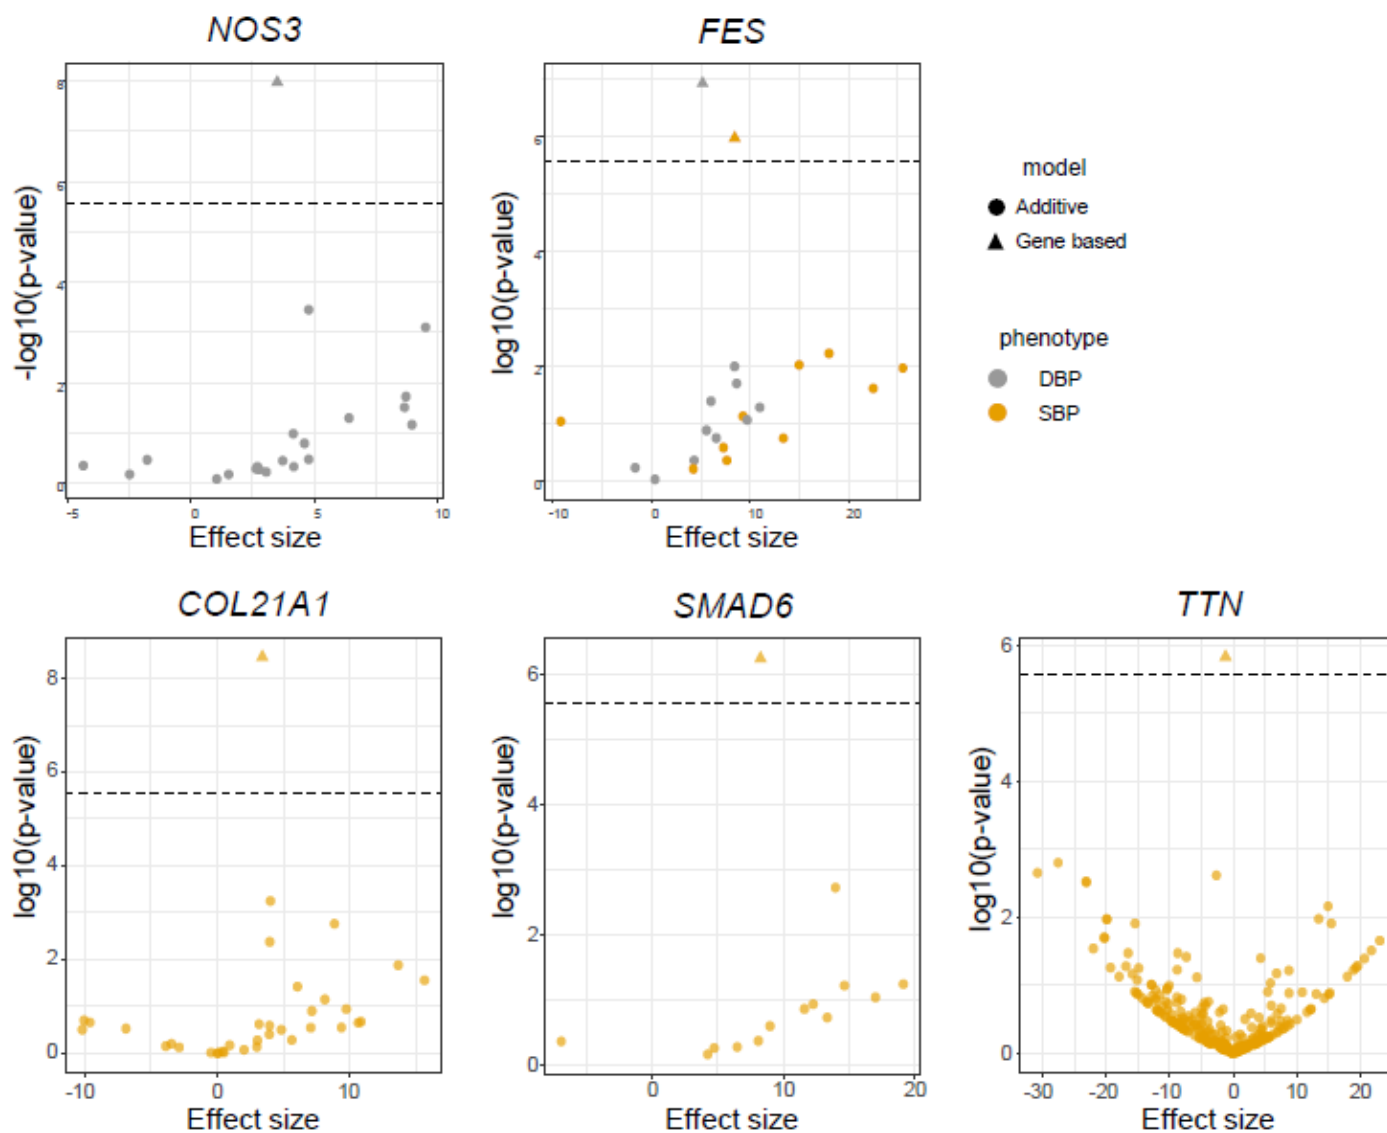 NOS3
FES
8
6
4
2
0
-log10(p-value)
-5
0
5
10
Effect size
6
4
2
0
log10(p-value)
-10
0
10
20
Effect size
model
Additive
Gene based
phenotype
DBP
SBP
COL21A1
SMAD6
TTN
8
6
4
2
0
log10(p-value)
-10
0
10
Effect size
6
4
2
0
log10(p-value)
0
10
20
Effect size
6
4
2
0
log10(p-value)
-30
-20
-10
0
10
20
Effect size